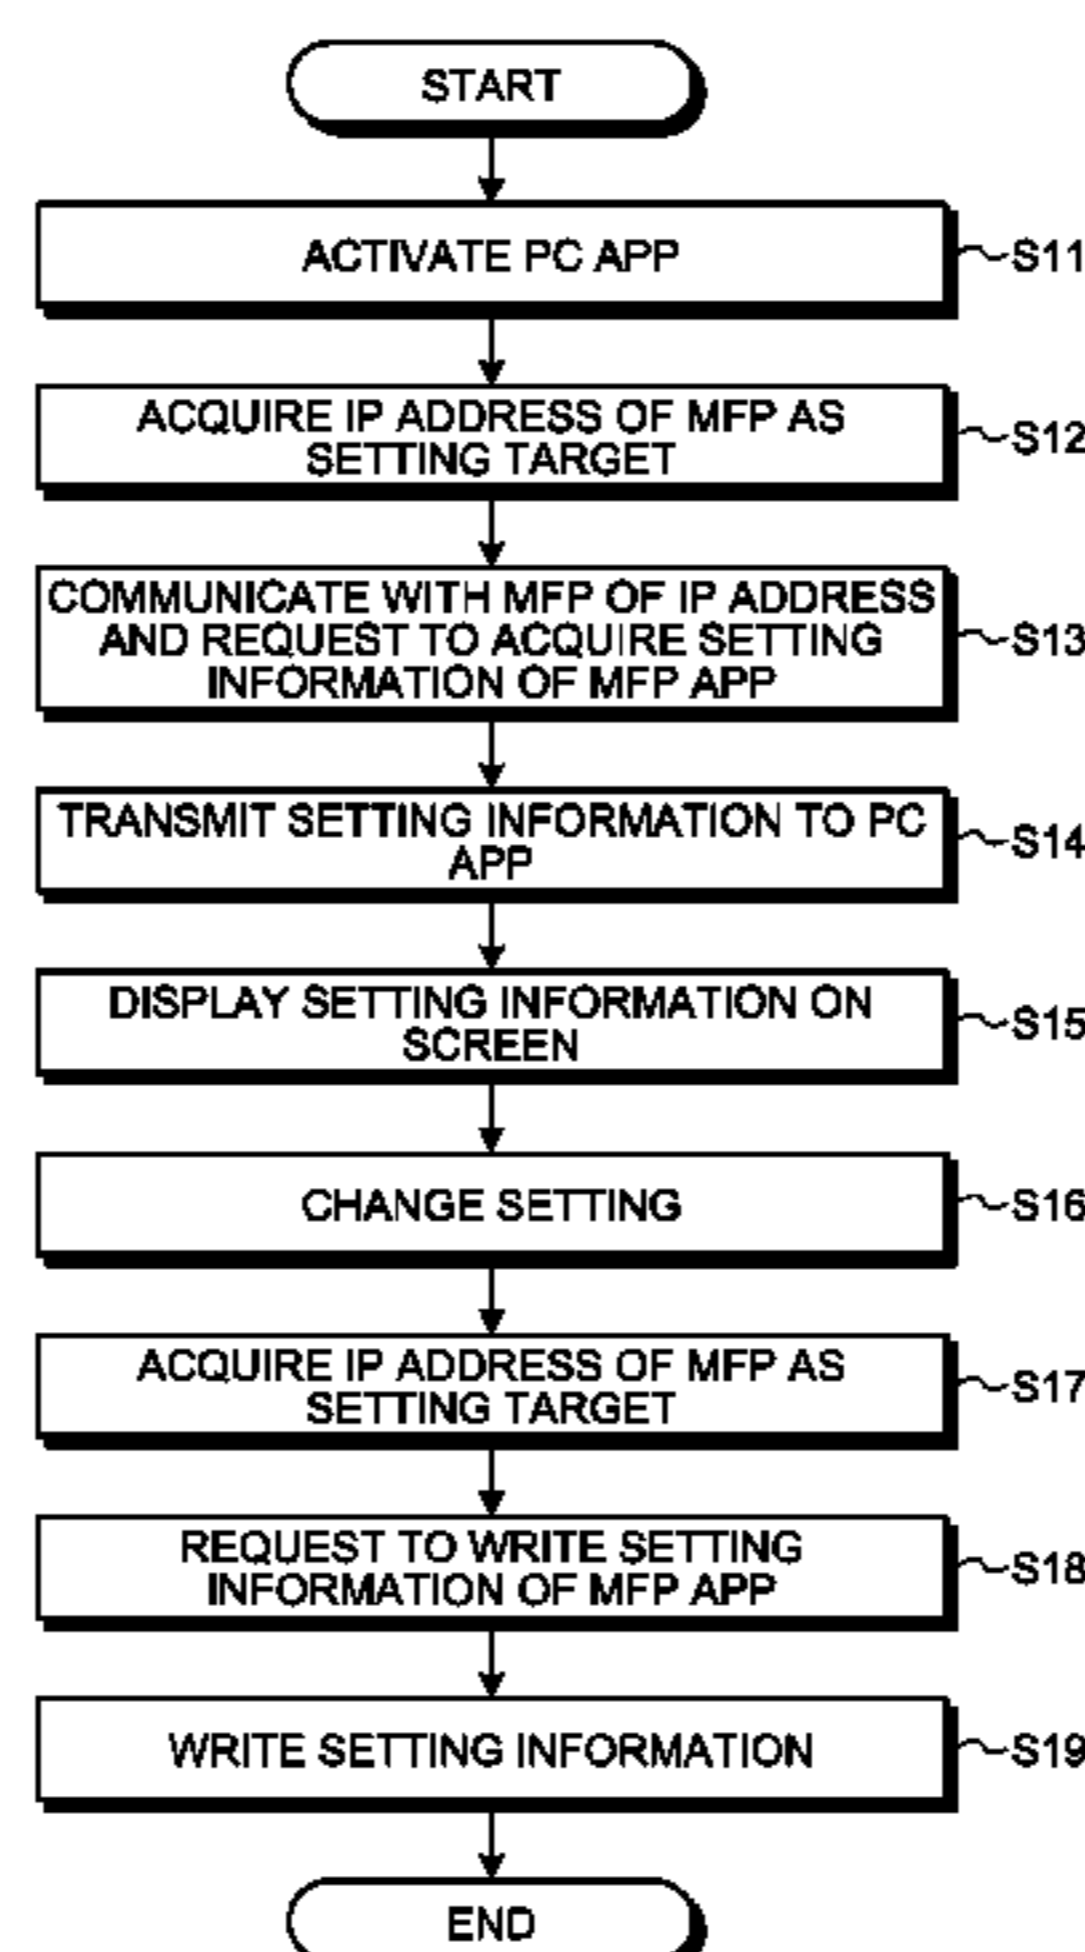 START
ACTIVATE PC APP
S11
ACQUIRE IP ADDRESS OF MFP AS
SETTING TARGET
S12
COMMUNICATE WITH MFP OF IP ADDRESS
AND REQUEST TO ACQUIRE SETTING
INFORMATION OF MFP APP
S13
TRANSMIT SETTING INFORMATION TO PC
APP
S14
DISPLAY SETTING INFORMATION ON
SCREEN
S15
CHANGE SETTING
S16
ACQUIRE IP ADDRESS OF MFP AS
SETTING TARGET
S17
REQUEST TO WRITE SETTING
INFORMATION OF MFP APP
S18
WRITE SETTING INFORMATION
S19
END